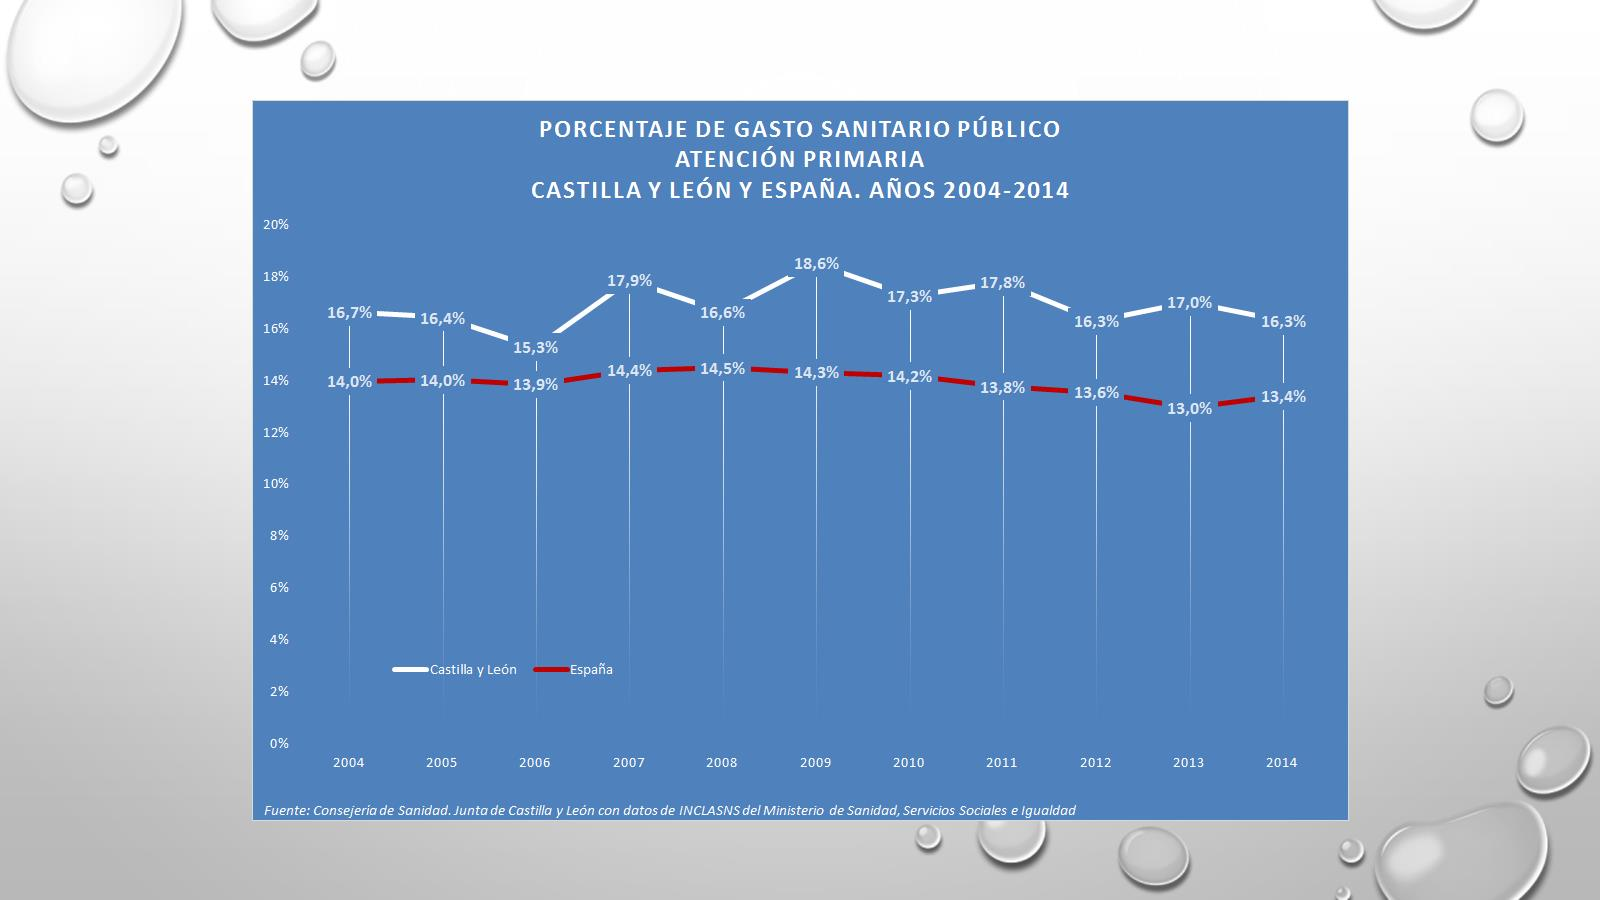 PORCENTAJE DE GASTO SANITARIO PÚBLICO
ATENCIÓN PRIMARIA
CASTILLA Y LEÓN Y ESPAÑA. AÑOS 2004-2014
20%
18%
16%
14%
12%
10%
8%
6%
4%
2%
0%
16,7% 16,4% 15,3% 17,9% 16,6% 18,6% 17,3% 17,8% 16,3% 17,0% 16,3%
14,0% 14,0% 13,9% 14,4% 14,5% 14,3% 14,2% 13,8% 13,6% 13,0% 13,4%
Castilla y León España
2004 2005 2006 2007 2008 2009 2010 2011 2012 2013 2014
Fuente: Consejería de Sanidad. Junta de Castilla y León con datos de INCLASNS del Ministerio de Sanidad, Servicios Sociales e Igualdad